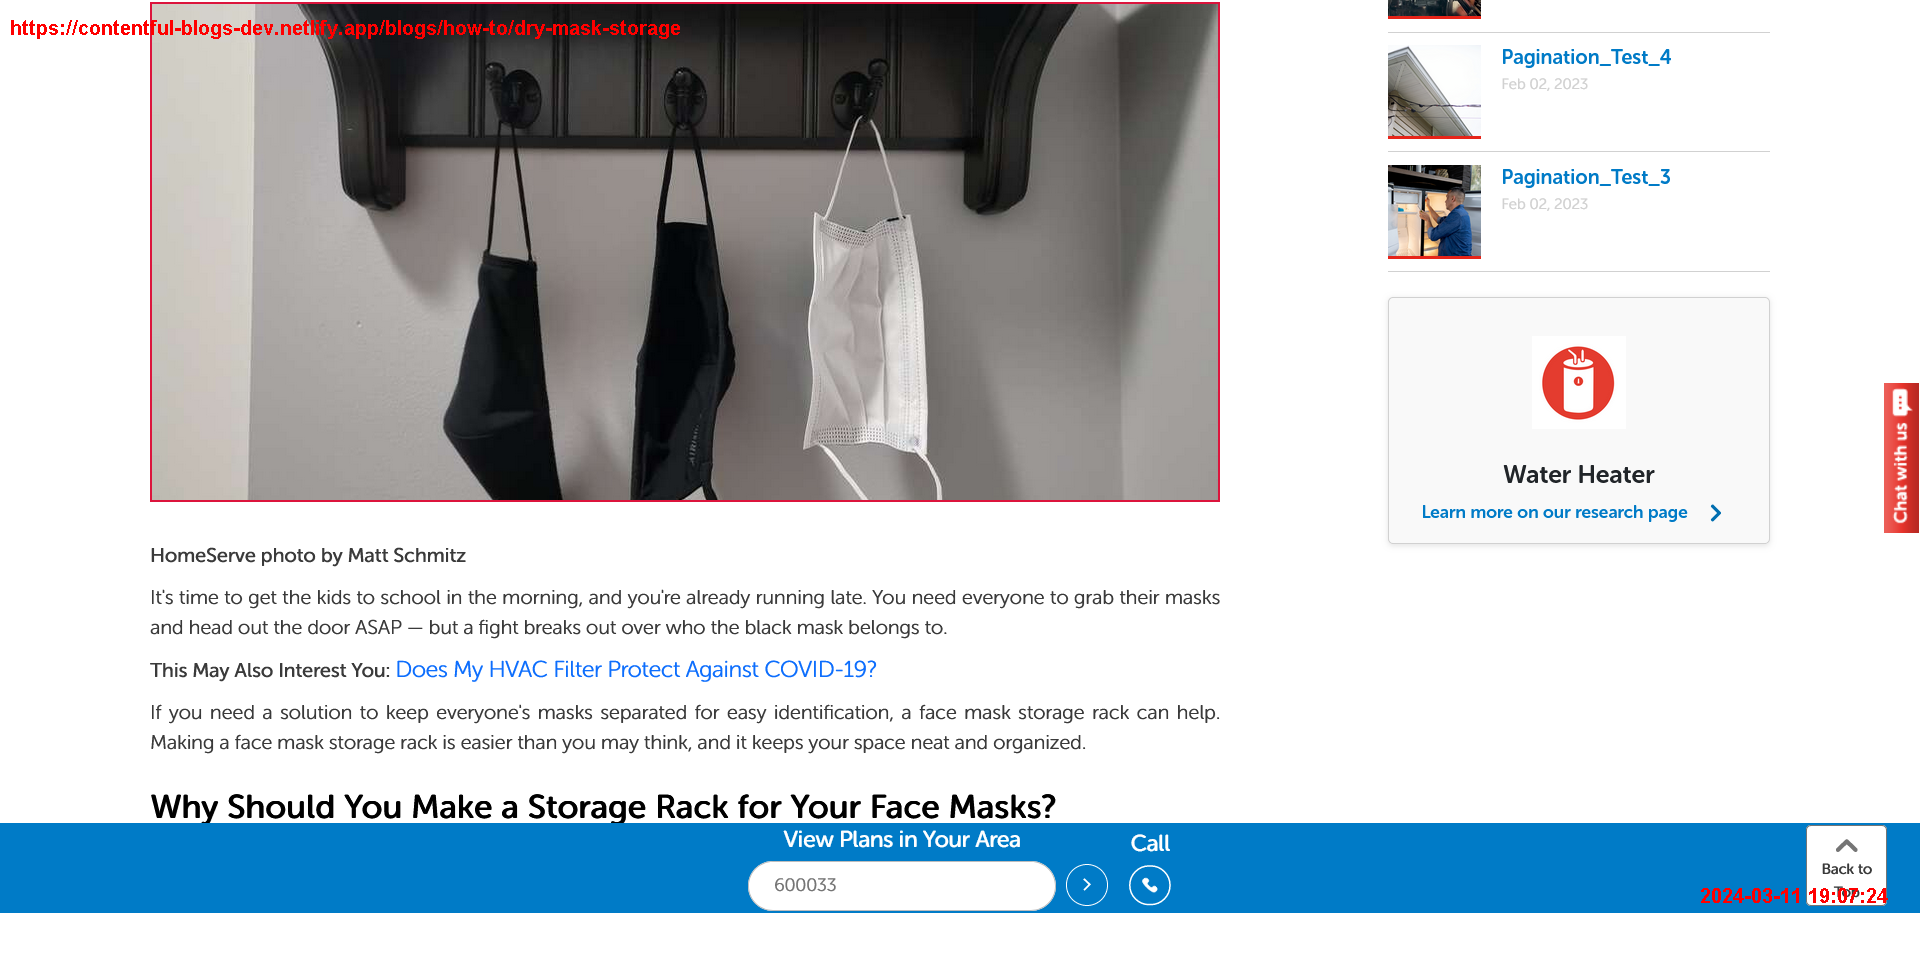 https://contentful-blogs-dev.netlify.app/blogs/how-to/dry-mask-storage
AIRISM
HomeServe photo by Matt Schmitz
It's time to get the kids to school in the morning, and you're already running late. You need everyone to grab their masks
and head out the door ASAP — but a fight breaks out over who the black mask belongs to.
This May Also Interest You: Does My HVAC Filter Protect Against COVID-19?
If you need a solution to keep everyone's masks separated for easy identification, a face mask storage rack can help.
Making a face mask storage rack is easier than you may think, and it keeps your space neat and organized.
Why Should You Make a Storage Rack for Your Face Masks?
Pagination_Test_4
Feb 02, 2023
Pagination_Test_3
Feb 02, 2023
Water Heater
Learn more on our research page
Chat with us
View Plans in Your Area
600033
Call
Back to
Top
2024-03-11 19:07:24